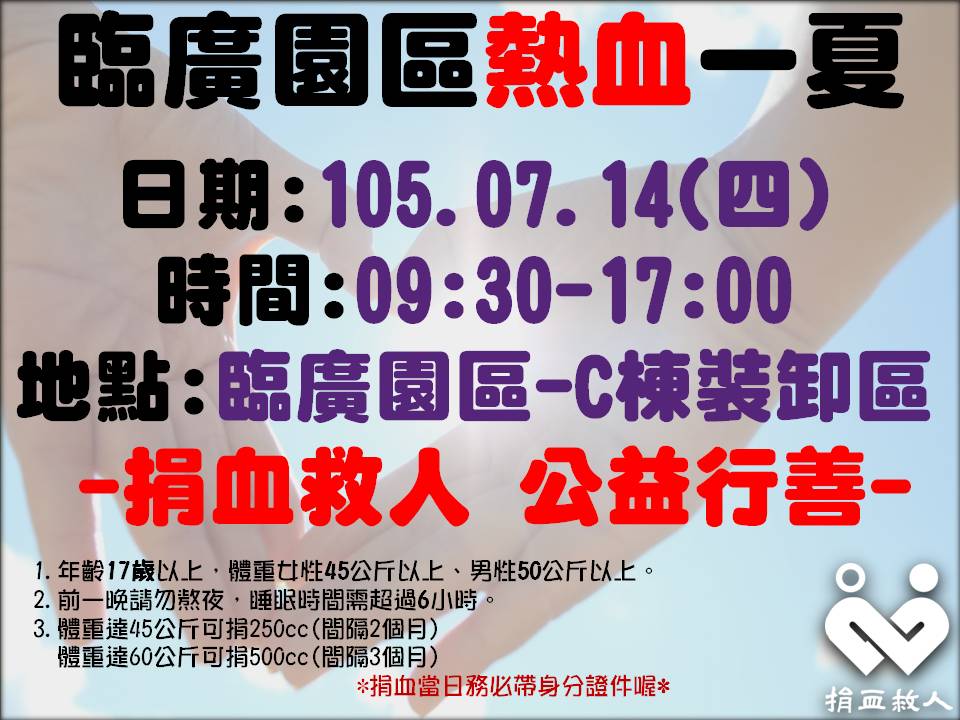 臨廣園區熱血一夏
日期:105.07.14(四)
時間:09:30-17:00
地點:臨廣園區-C棟裝卸區
-捐血救人 公益行善-
1. 年齡17歲以上，體重女性45公斤以上、男性50公斤以上。
2. 前一晚請勿熬夜，睡眠時間需超過6小時。
3. 體重達45公斤可捐250cc(間隔2個月)
體重達60公斤可捐500cc(間隔3個月)
*捐血當日務必帶身分證件喔*
捐血救人